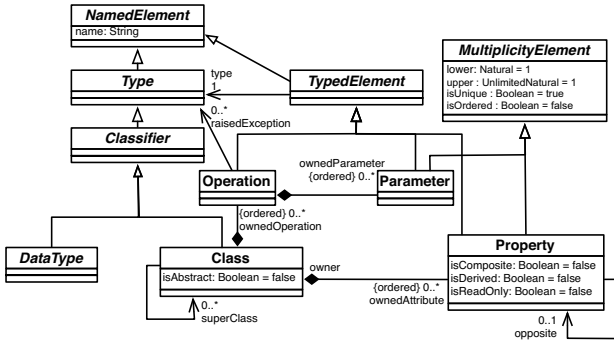 NamedElement
name: String
MultiplicityElement
lower: Natural = 1
upper : UnlimitedNatural = 1
isUnique : Boolean = true
isOrdered : Boolean = false
Type
type
1
TypedElement
0..*
raisedException
Classifier
Operation
ownedParameter
{ordered} 0..*
Parameter
{ordered} 0..*
ownedOperation
DataType
Class
isAbstract: Boolean = false
owner
{ordered} 0..*
ownedAttribute
Property
isComposite: Boolean = false
isDerived: Boolean = false
isReadOnly: Boolean = false
0..*
superClass
0..1
opposite